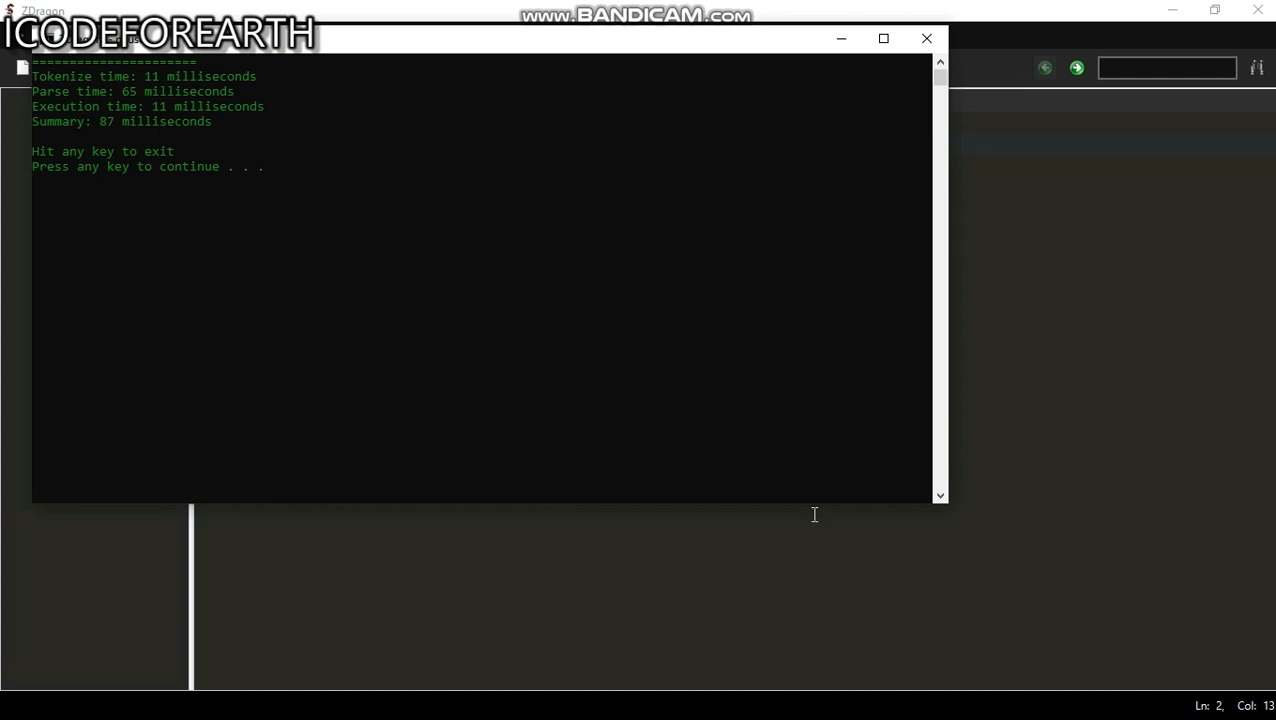 ZDragon
www.BANDICAM.COM
ICODEFOREARTH
======================
Tokenize time: 11 milliseconds
Parse time: 65 milliseconds
Execution time: 11 milliseconds
Summary: 87 milliseconds
Hit any key to exit
Press any key to continue . . .
Ln: 2, Col: 13